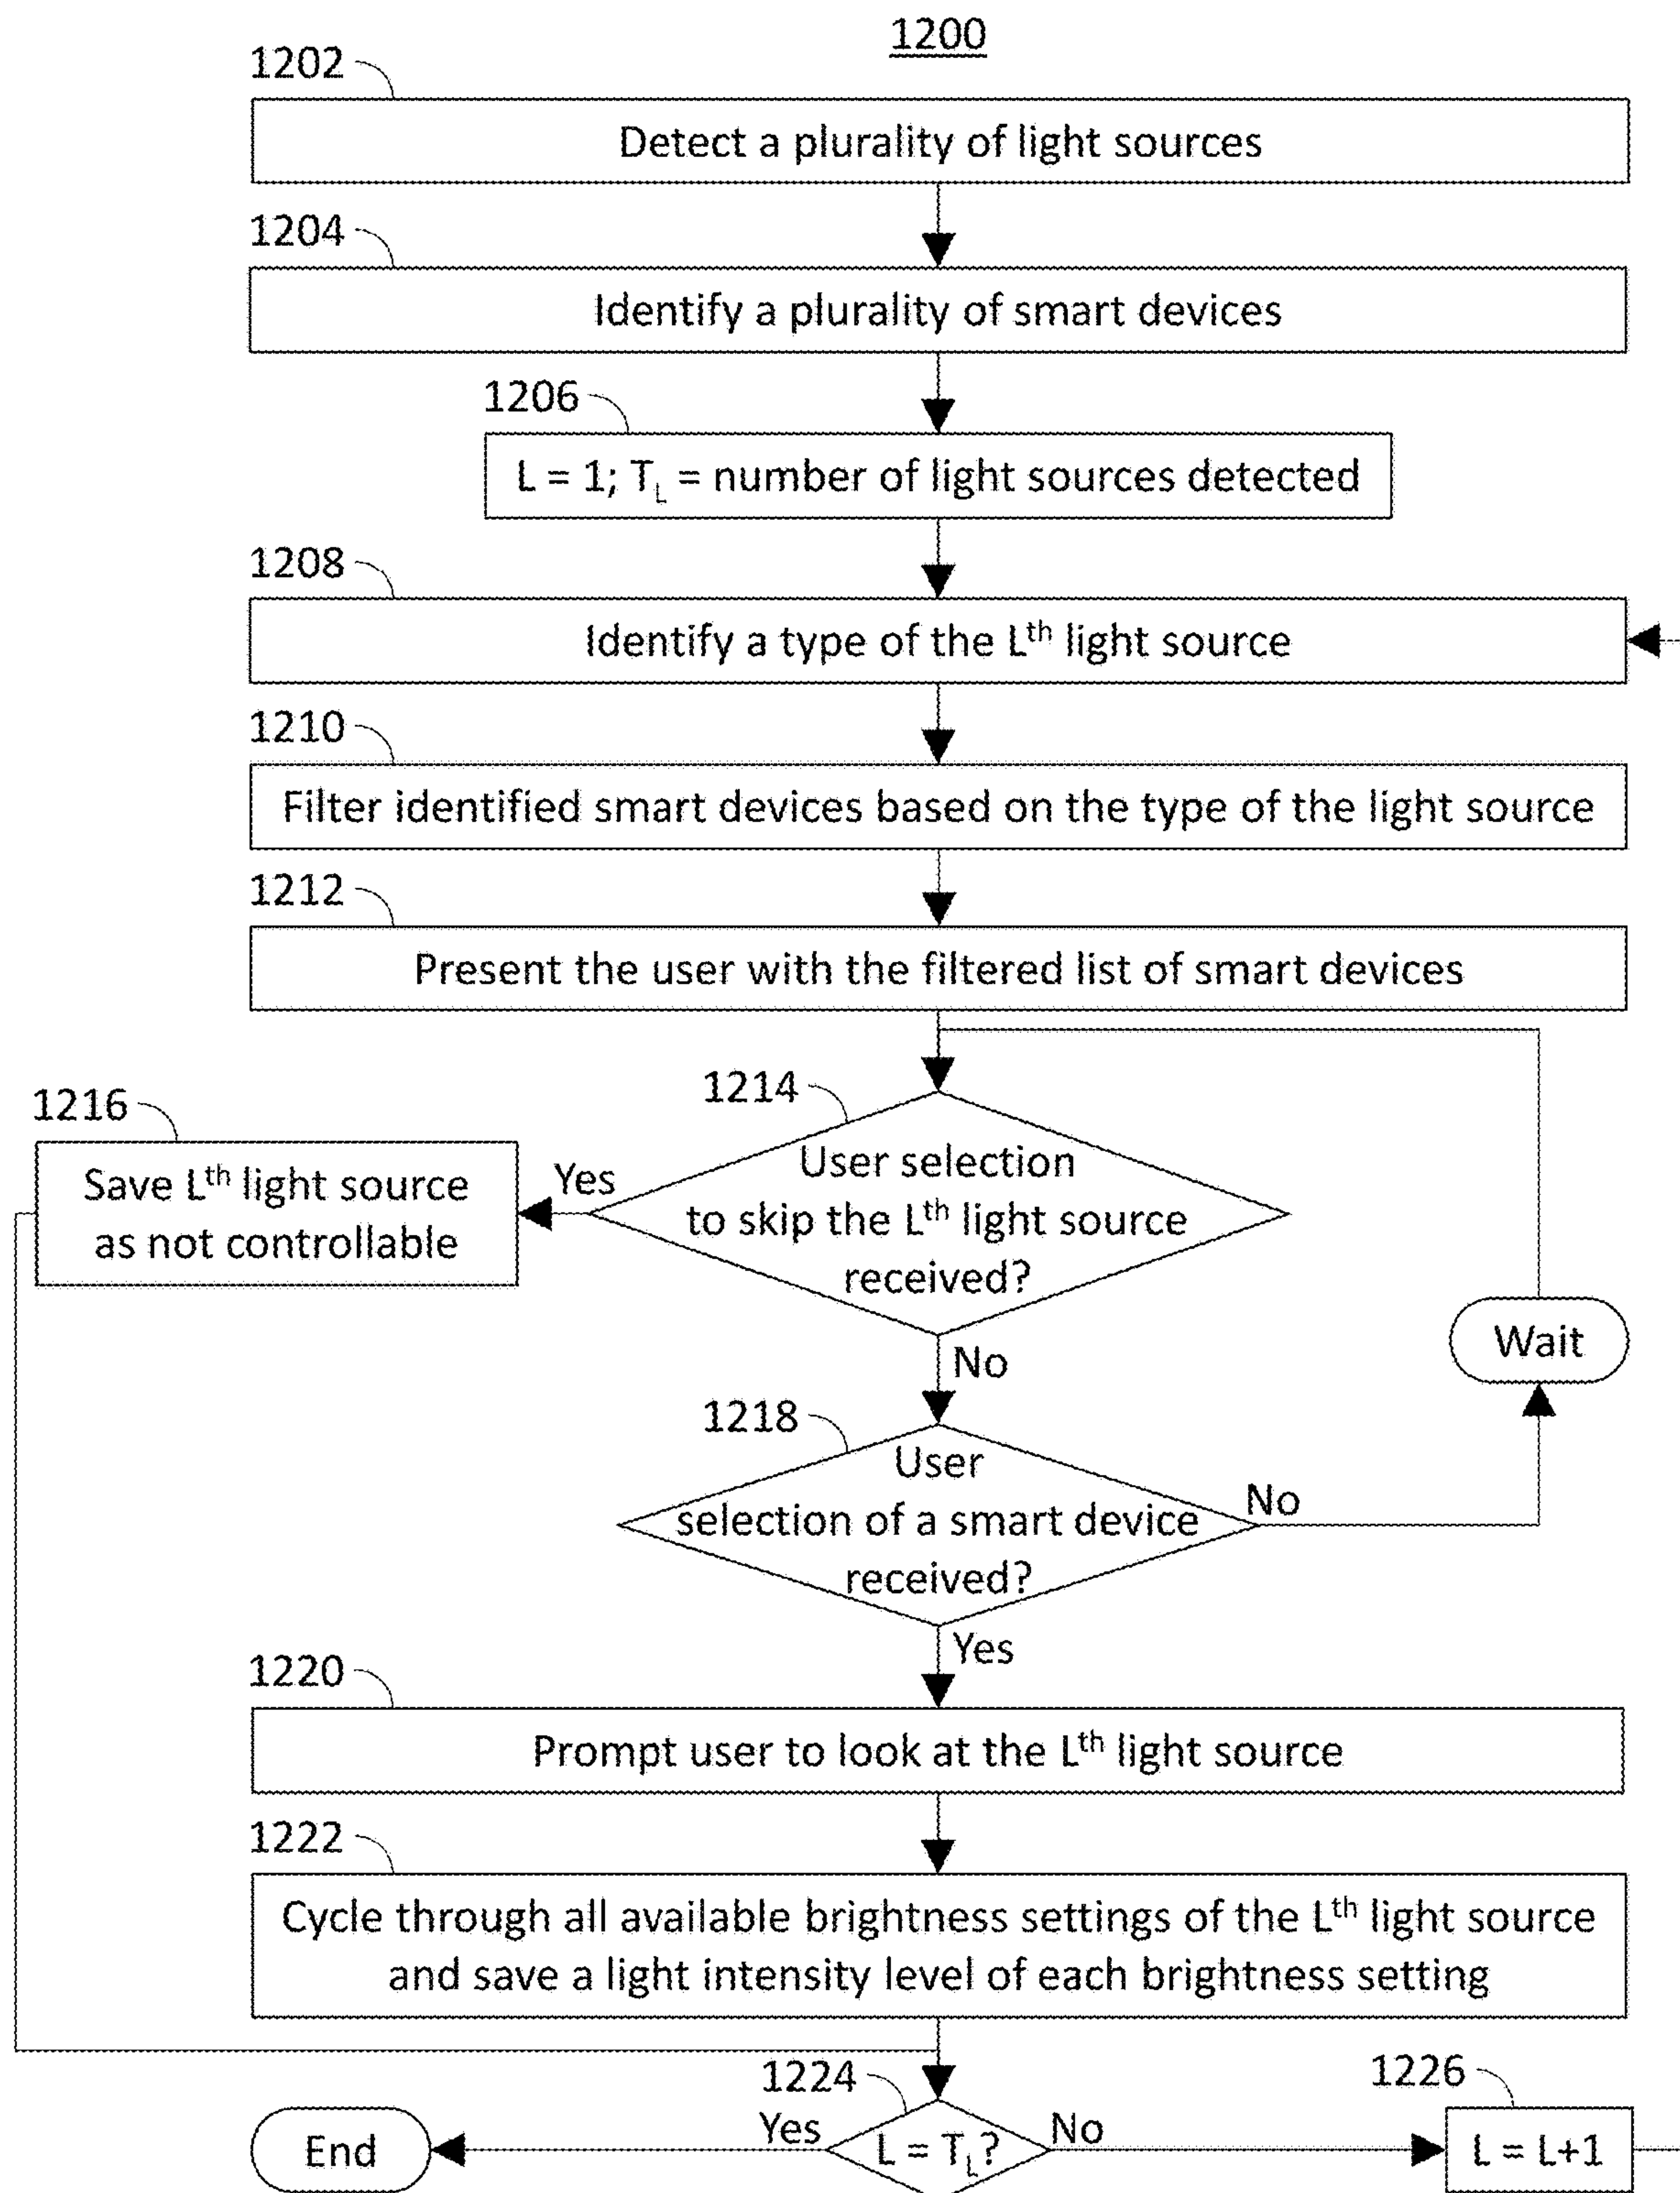 1200
1202
Detect a plurality of light sources
1204
Identify a plurality of smart devices
1206
L = 1; T_L = number of light sources detected
1208
Identify a type of the Lth light source
1210
Filter identified smart devices based on the type of the light source
1212
Present the user with the filtered list of smart devices
1214
User selection
to skip the Lth light source
received?
Yes
1216
Save Lth light source
as not controllable
No
Wait
1218
User
selection of a smart device
received?
No
Yes
1220
Prompt user to look at the Lth light source
1222
Cycle through all available brightness settings of the Lth light source
and save a light intensity level of each brightness setting
1224
L = T_L?
Yes
End
No
1226
L = L+1